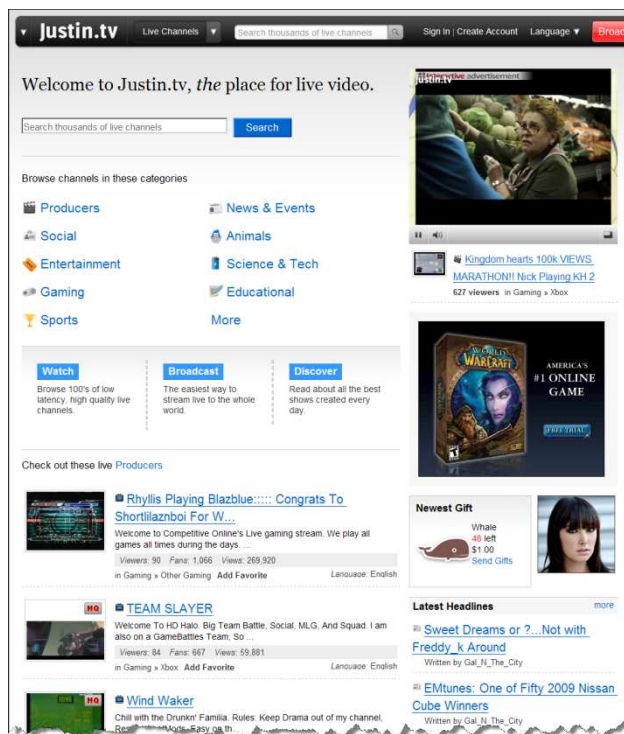 Justin.tv
Live Channels
Search thousands of live channels
Sign In | Create Account
Language
Broad
Welcome to Justin.tv, the place for live video.
Search thousands of live channels
Search
Browse channels in these categories
Producers
News & Events
Social
Animals
Entertainment
Science & Tech
Gaming
Educational
Sports
More
Watch
Browse 100's of low
latency, high quality live
channels.
Broadcast
The easiest way to
stream live to the whole
world.
Discover
Read about all the best
shows created every
day.
Check out these live Producers
Rhyllis Playing Blazblue::::: Congrats To
Shortlilaznboi For W...
Welcome to Competitive Online's Live gaming stream. We play all
games all times during the days. ...
Viewers: 90 Fans: 1,066 Views: 269,920
in Gaming » Other Gaming Add Favorite
Language: English
HQ
TEAM SLAYER
Welcome To HD Halo. Big Team Battle, Social, MLG, And Squad. I am
also on a GameBattles Team, So ...
Viewers: 84 Fans: 667 Views: 59,881
in Gaming » Xbox Add Favorite
Language: English
HQ
Wind Waker
Chill with the Drunkn' Familia. Rules: Keep Drama out of my channel,
Justin.tv
advertisement
Kingdom hearts 100k VIEWS
MARATHON!! Nick Playing KH 2
627 viewers in Gaming » Xbox
WORLD
WARCRAFT
AMERICA'S
#1 ONLINE
GAME
FREE TRIAL
Newest Gift
Whale
48 left
$1.00
Send Gifts
Latest Headlines
more
Sweet Dreams or ?...Not with
Freddy_k Around
Written by Gal_N_The_City
EMtunes: One of Fifty 2009 Nissan
Cube Winners
Written by Gal_N_The_City